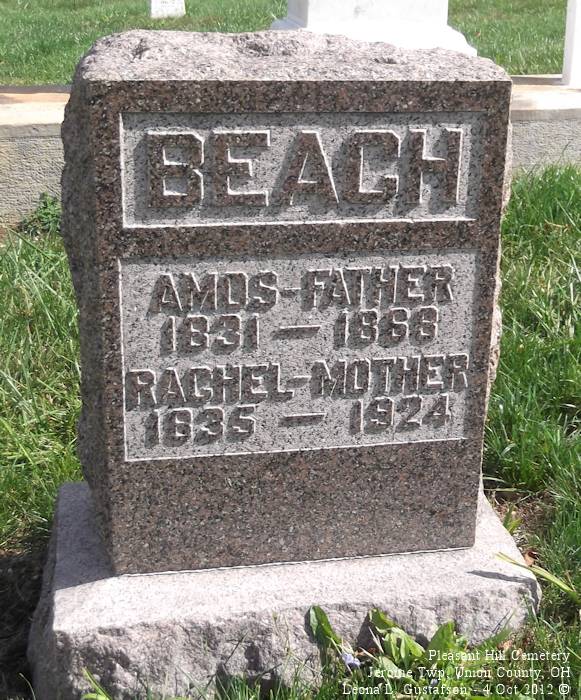 BEACH
AMOS-FATHER
1831 — 1868
RACHEL-MOTHER
1835 — 1924
Pleasant Hill Cemetery
Jerome Twp, Union County, OH
Leona L. Gustafson - 4 Oct 2012 ©